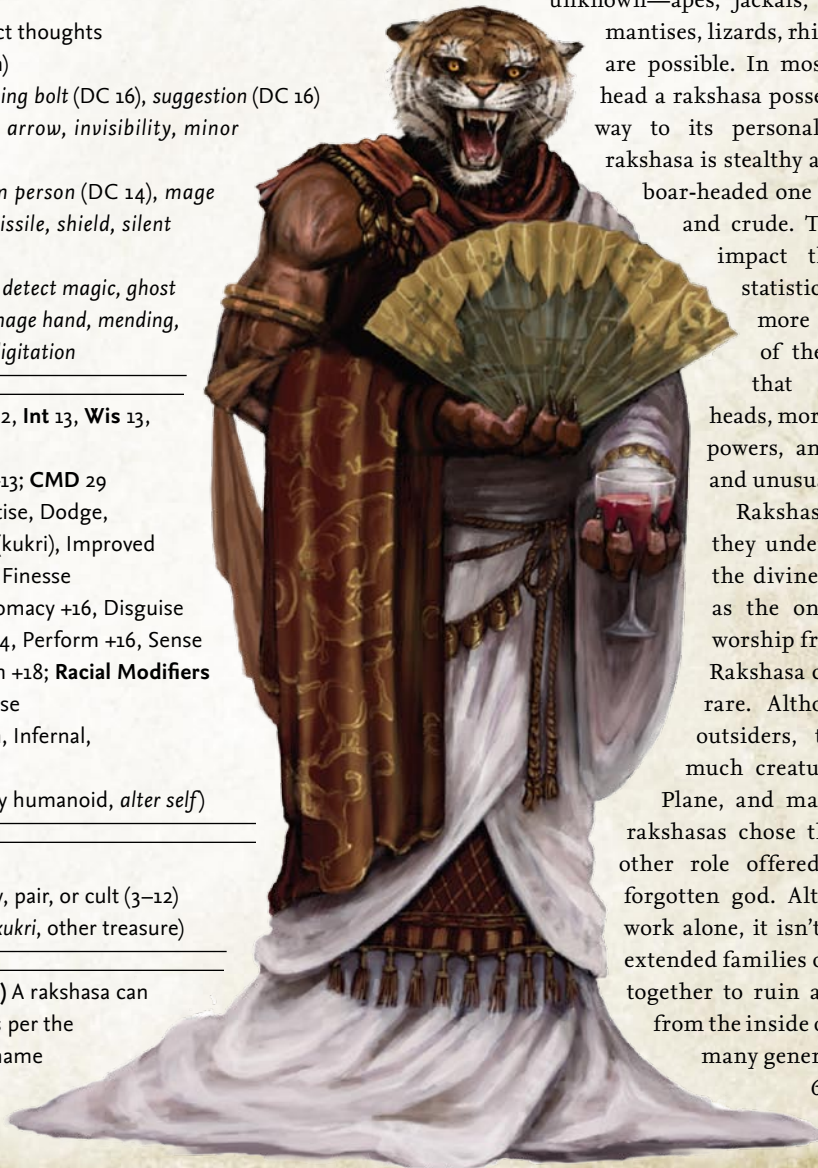 ct thoughts
)
ing bolt (DC 16), suggestion (DC 16)
arrow, invisibility, minor
n person (DC 14), mage
issile, shield, silent
detect magic, ghost
mage hand, mending,
digitation
2, Int 13, Wis 13,
13; CMD 29
tise, Dodge,
(kukri), Improved
Finesse
omacy +16, Disguise
4, Perform +16, Sense
n +18; Racial Modifiers
se
, Infernal,
y humanoid, alter self)
, pair, or cult (3–12)
kukri, other treasure)
) A rakshasa can
s per the
name
unknown—apes, jackals,
mantises, lizards, rhi
are possible. In mos
head a rakshasa posse
way to its personal
rakshasa is stealthy a
boar-headed one
and crude. T
impact th
statistic
more
of the
that
heads, mor
powers, an
and unusu
Rakshas
they unde
the divine
as the on
worship fr
Rakshasa c
rare. Altho
outsiders, t
much creatu
Plane, and ma
rakshasas chose th
other role offered
forgotten god. Alt
work alone, it isn't
extended families o
together to ruin a
from the inside o
many gener
6